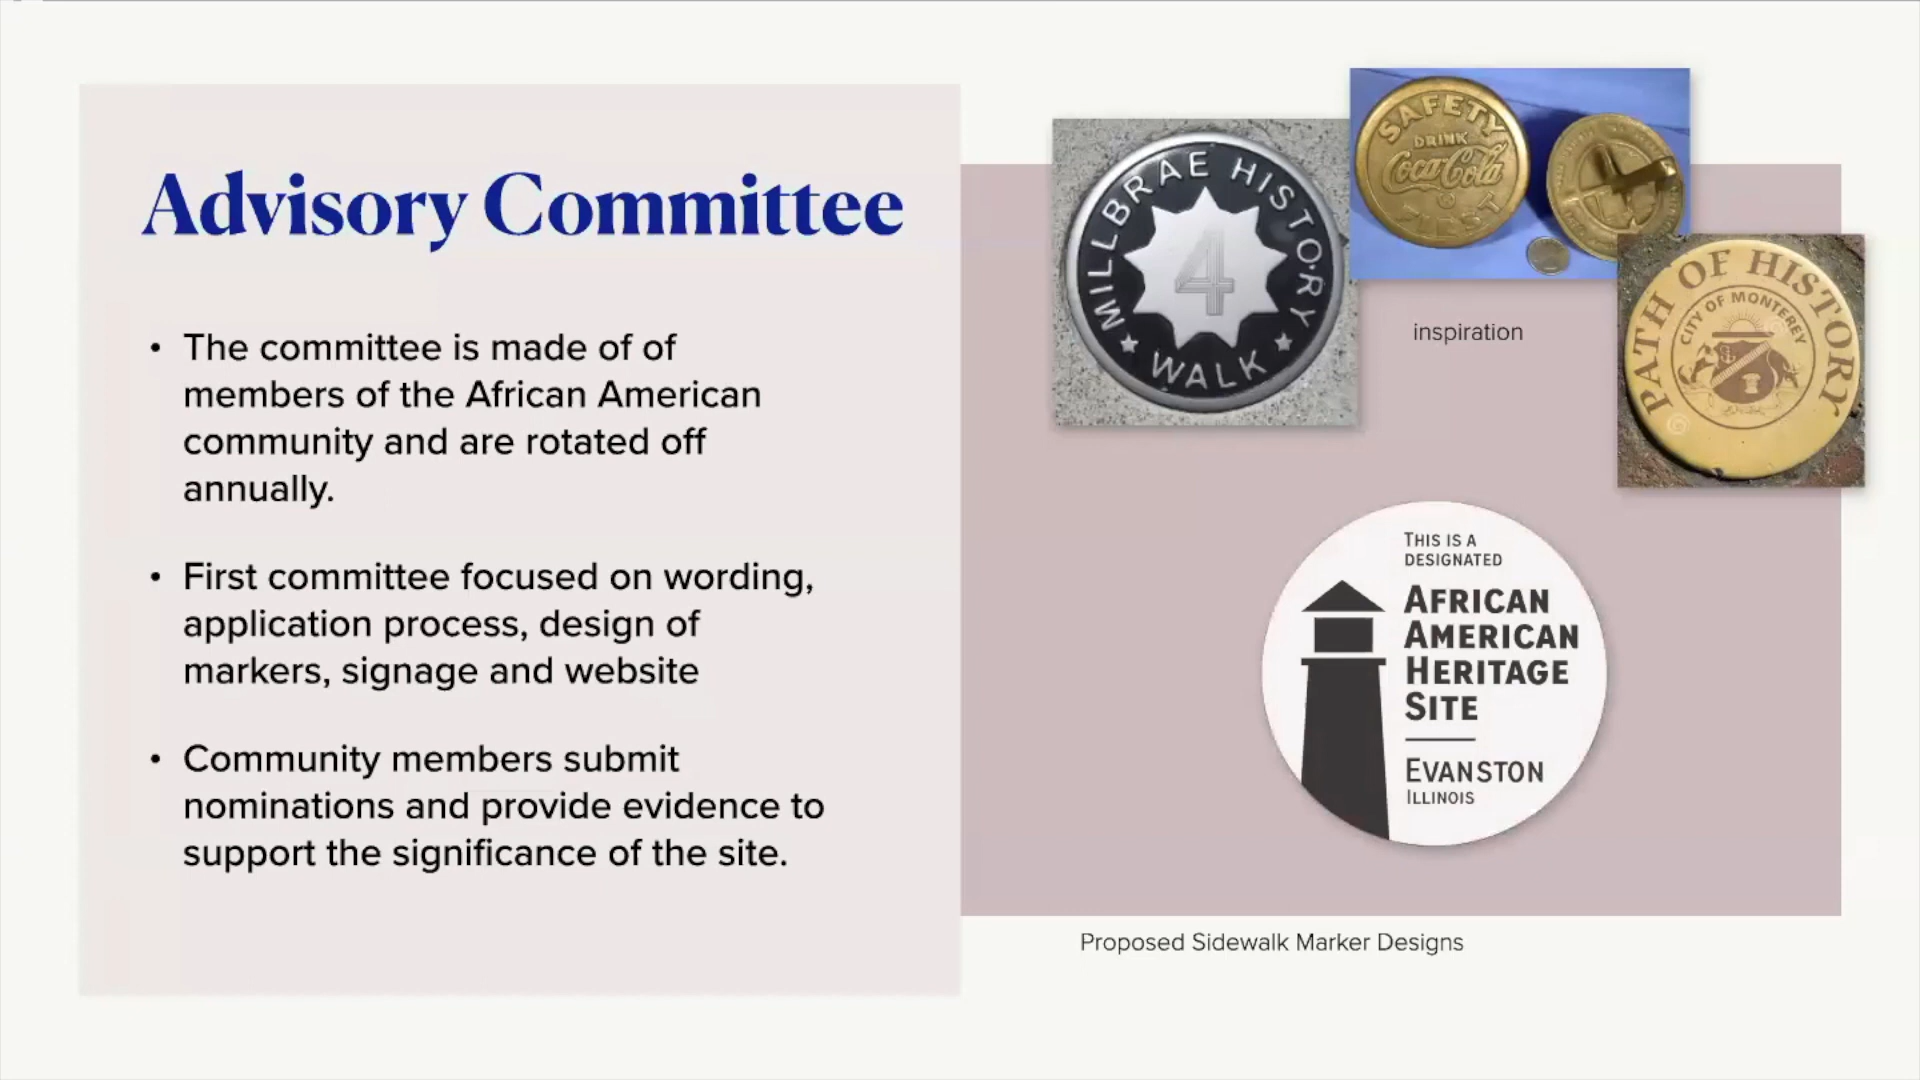 Advisory Committee
• The committee is made of of
members of the African American
community and are rotated off
annually.
• First committee focused on wording,
application process, design of
markers, signage and website
• Community members submit
nominations and provide evidence to
support the significance of the site.
MILLBRAE HISTORY
4
WALK
SAFETY
DRINK
Coca-Cola
FIRST
inspiration
PATH OF HISTORY
CITY OF MONTEREY
THIS IS A
DESIGNATED
AFRICAN
AMERICAN
HERITAGE
SITE
EVANSTON
ILLINOIS
Proposed Sidewalk Marker Designs